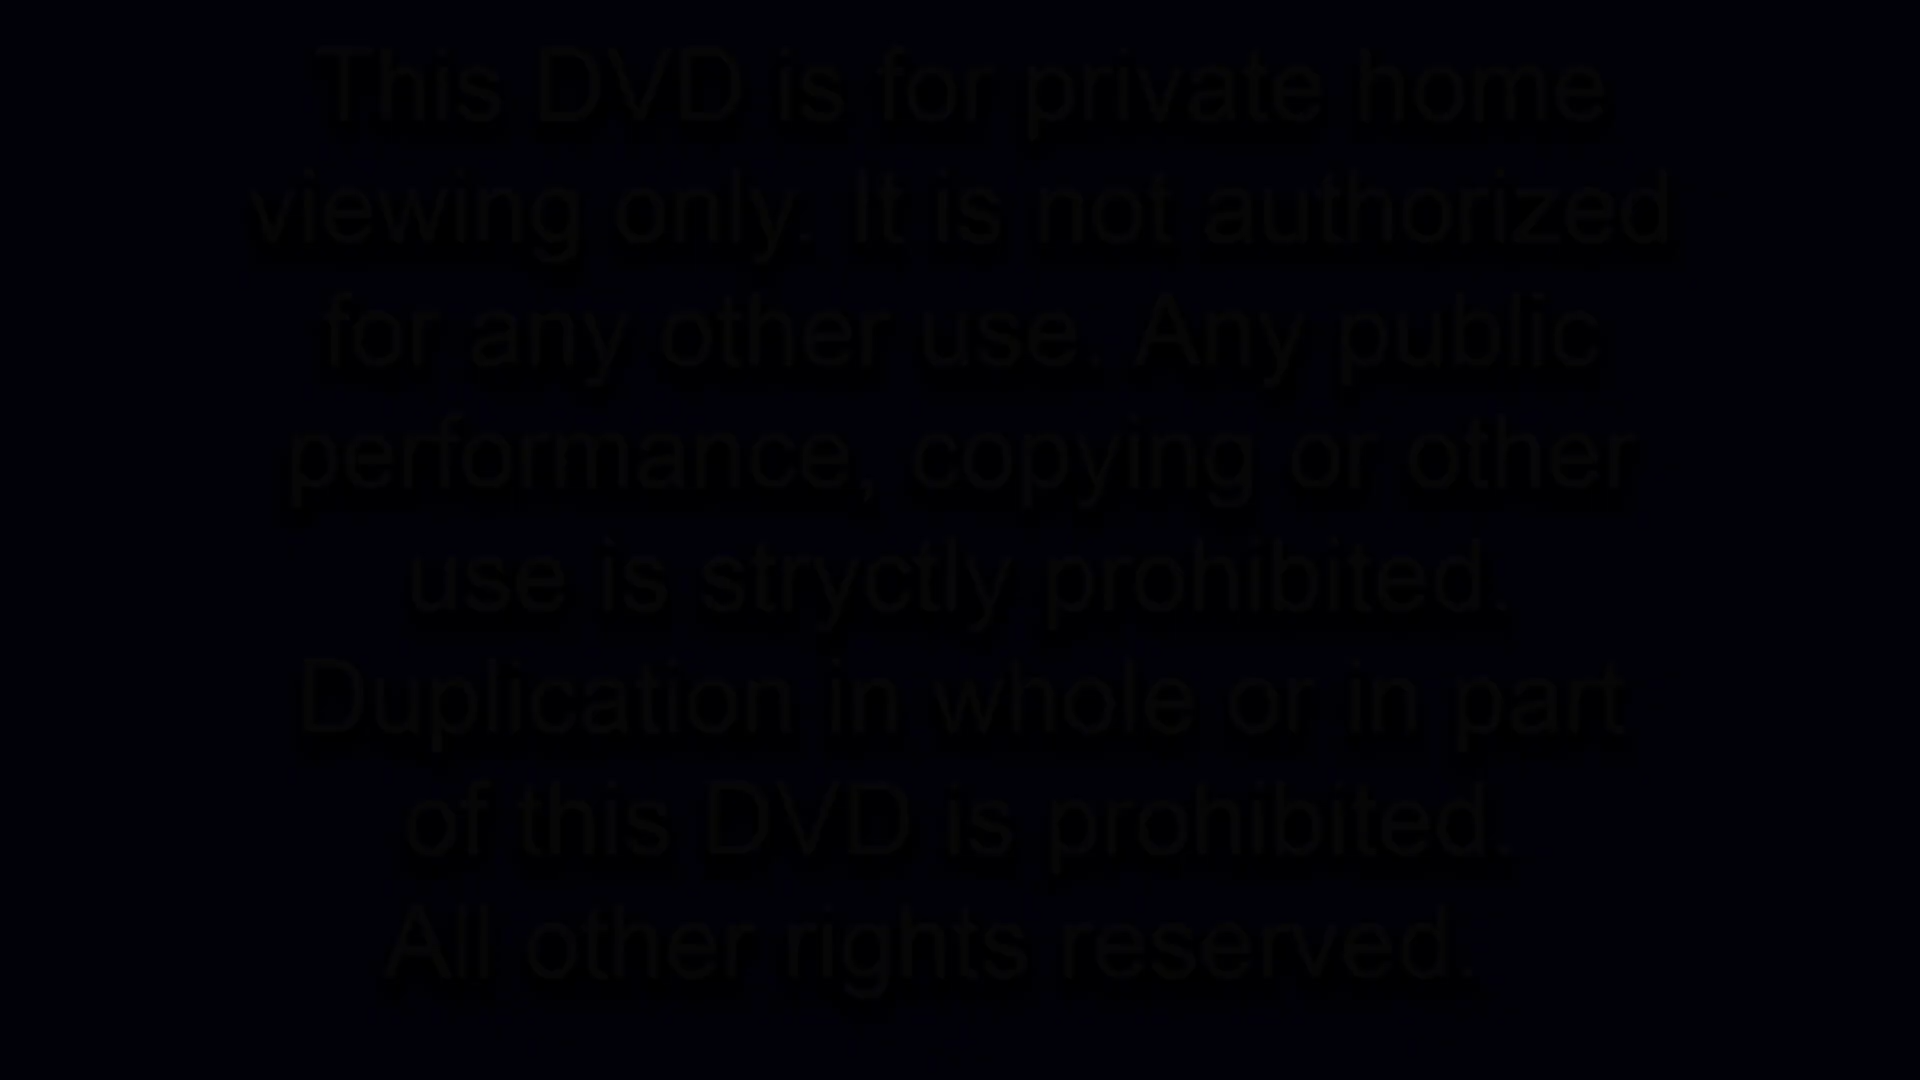 This DVD is for private home
viewing only. It is not authorized
for any other use. Any public
performance, copying or other
use is stryctly prohibited.
Duplication in whole or in part
of this DVD is prohibited.
All other rights reserved.